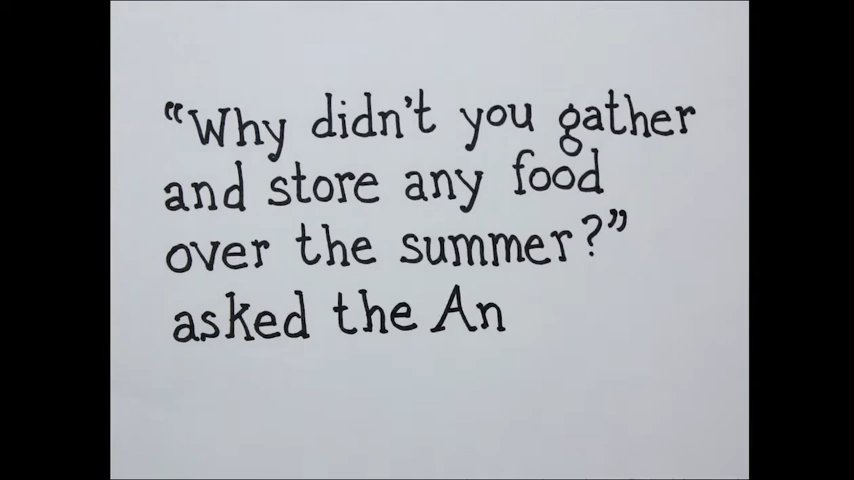 “Why didn't you gather
and store any food
over the summer?”
asked the An